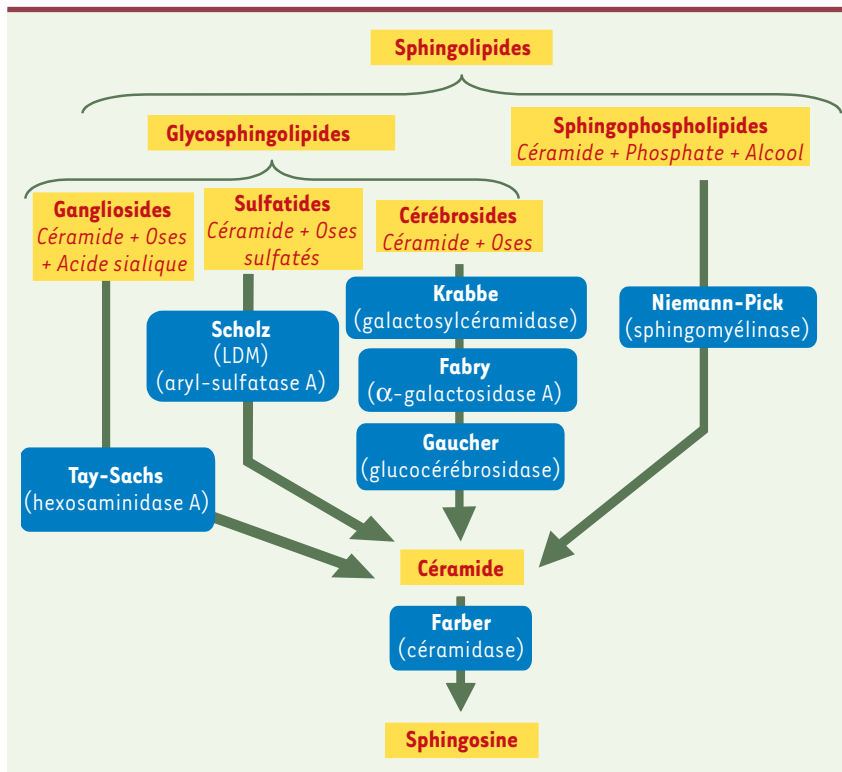 Sphingolipides
Glycosphingolipides
Sphingophospholipides
Céramide + Phosphate + Alcool
Gangliosides
Céramide + Oses
+ Acide sialique
Sulfatides
Céramide + Oses
sulfatés
Cérébrosides
Céramide + Oses
Krabbe
(galactosylcéramidase)
Niemann-Pick
(sphingomyélinase)
Scholz
(LDM)
(aryl-sulfatase A)
Fabry
(α-galactosidase A)
Gaucher
(glucocérébrosidase)
Tay-Sachs
(hexosaminidase A)
Céramide
Farber
(céramidase)
Sphingosine